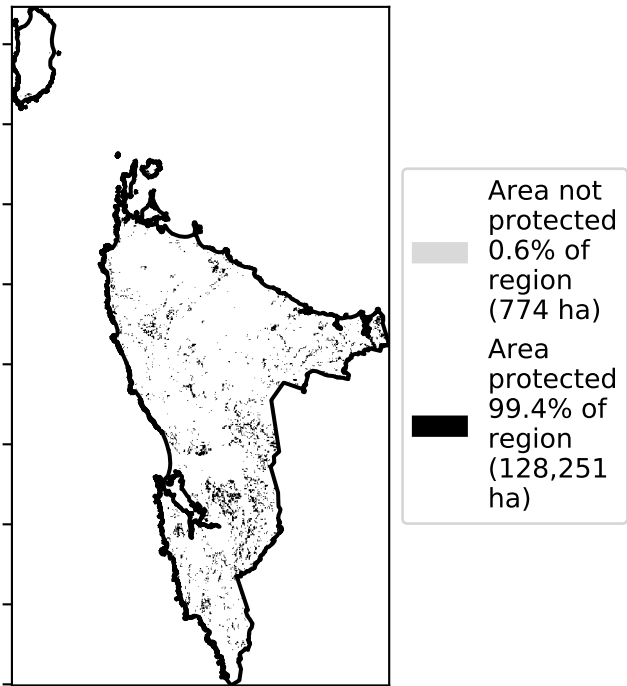 Area not
protected
0.6% of
region
(774 ha)
Area
protected
99.4% of
region
(128,251
ha)